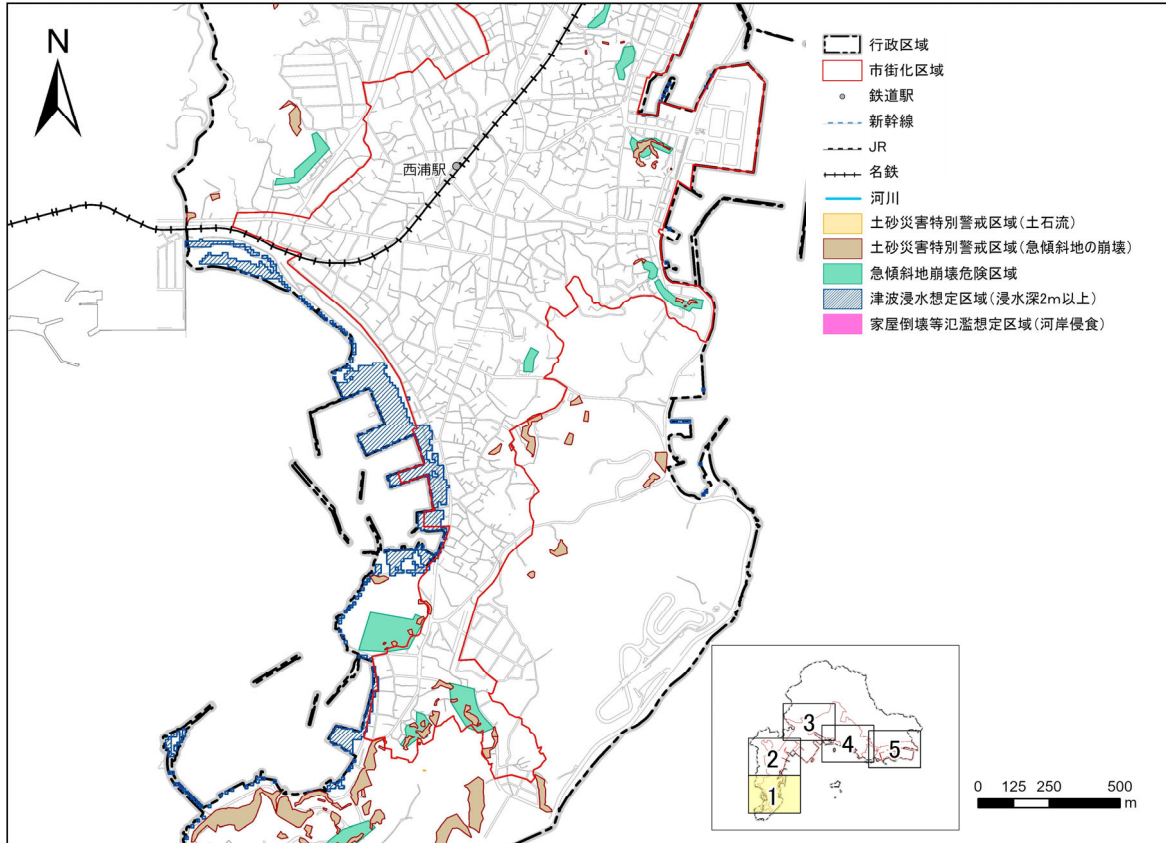 N
西浦駅
行政区域
市街化区域
鉄道駅
新幹線
JR
名鉄
河川
土砂災害特別警戒区域(土石流)
土砂災害特別警戒区域(急傾斜地の崩壊)
急傾斜地崩壊危険区域
津波浸水想定区域(浸水深2m以上)
家屋倒壊等氾濫想定区域(河岸侵食)
3
4
5
2
1
0 125 250 500
m